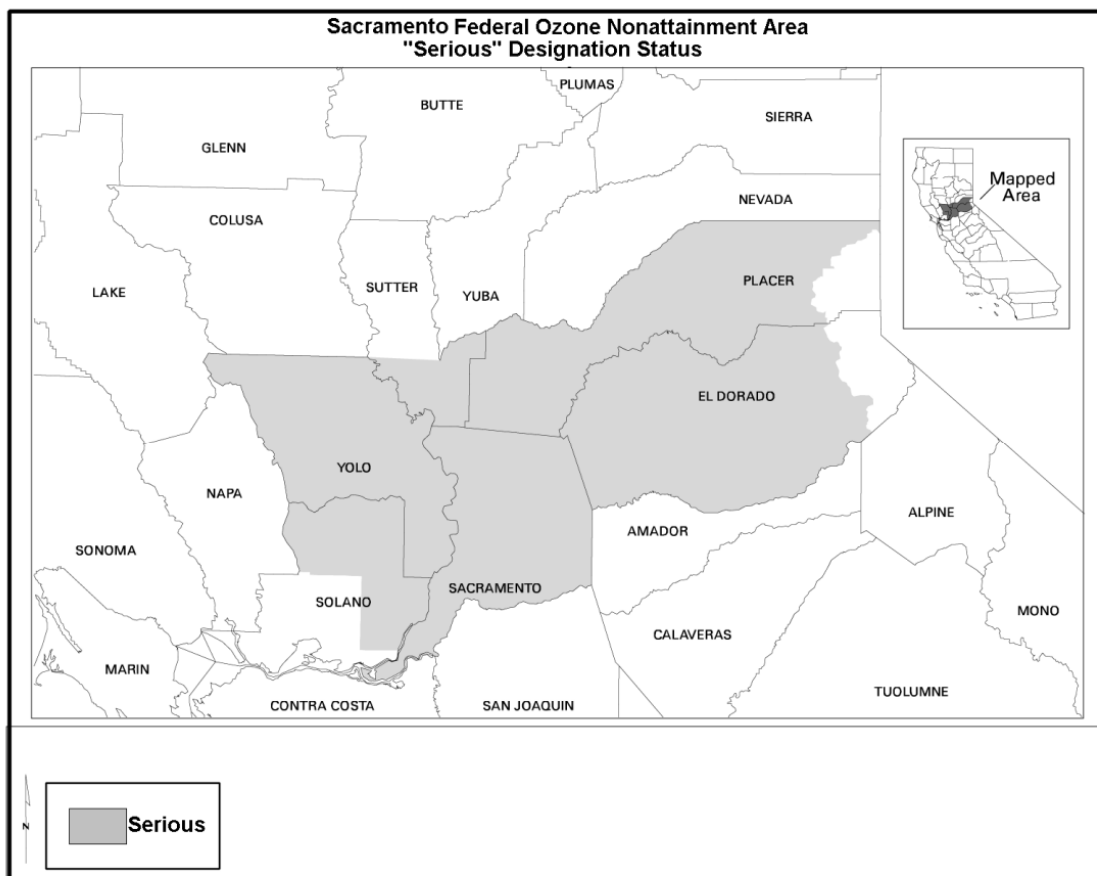 Sacramento Federal Ozone Nonattainment Area
"Serious" Designation Status
PLUMAS
BUTTE
SIERRA
GLENN
Mapped
Area
NEVADA
COLUSA
PLACER
SUTTER
YUBA
LAKE
EL DORADO
YOLO
NAPA
ALPINE
AMADOR
SONOMA
SACRAMENTO
SOLANO
MONO
CALAVERAS
MARIN
TUOLUMNE
CONTRA COSTA
SAN JOAQUIN
N
Serious